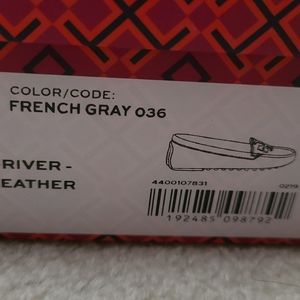 COLOR/CODE:
FRENCH GRAY 036
RIVER -
EATHER
4400107831
0219
192485 098792